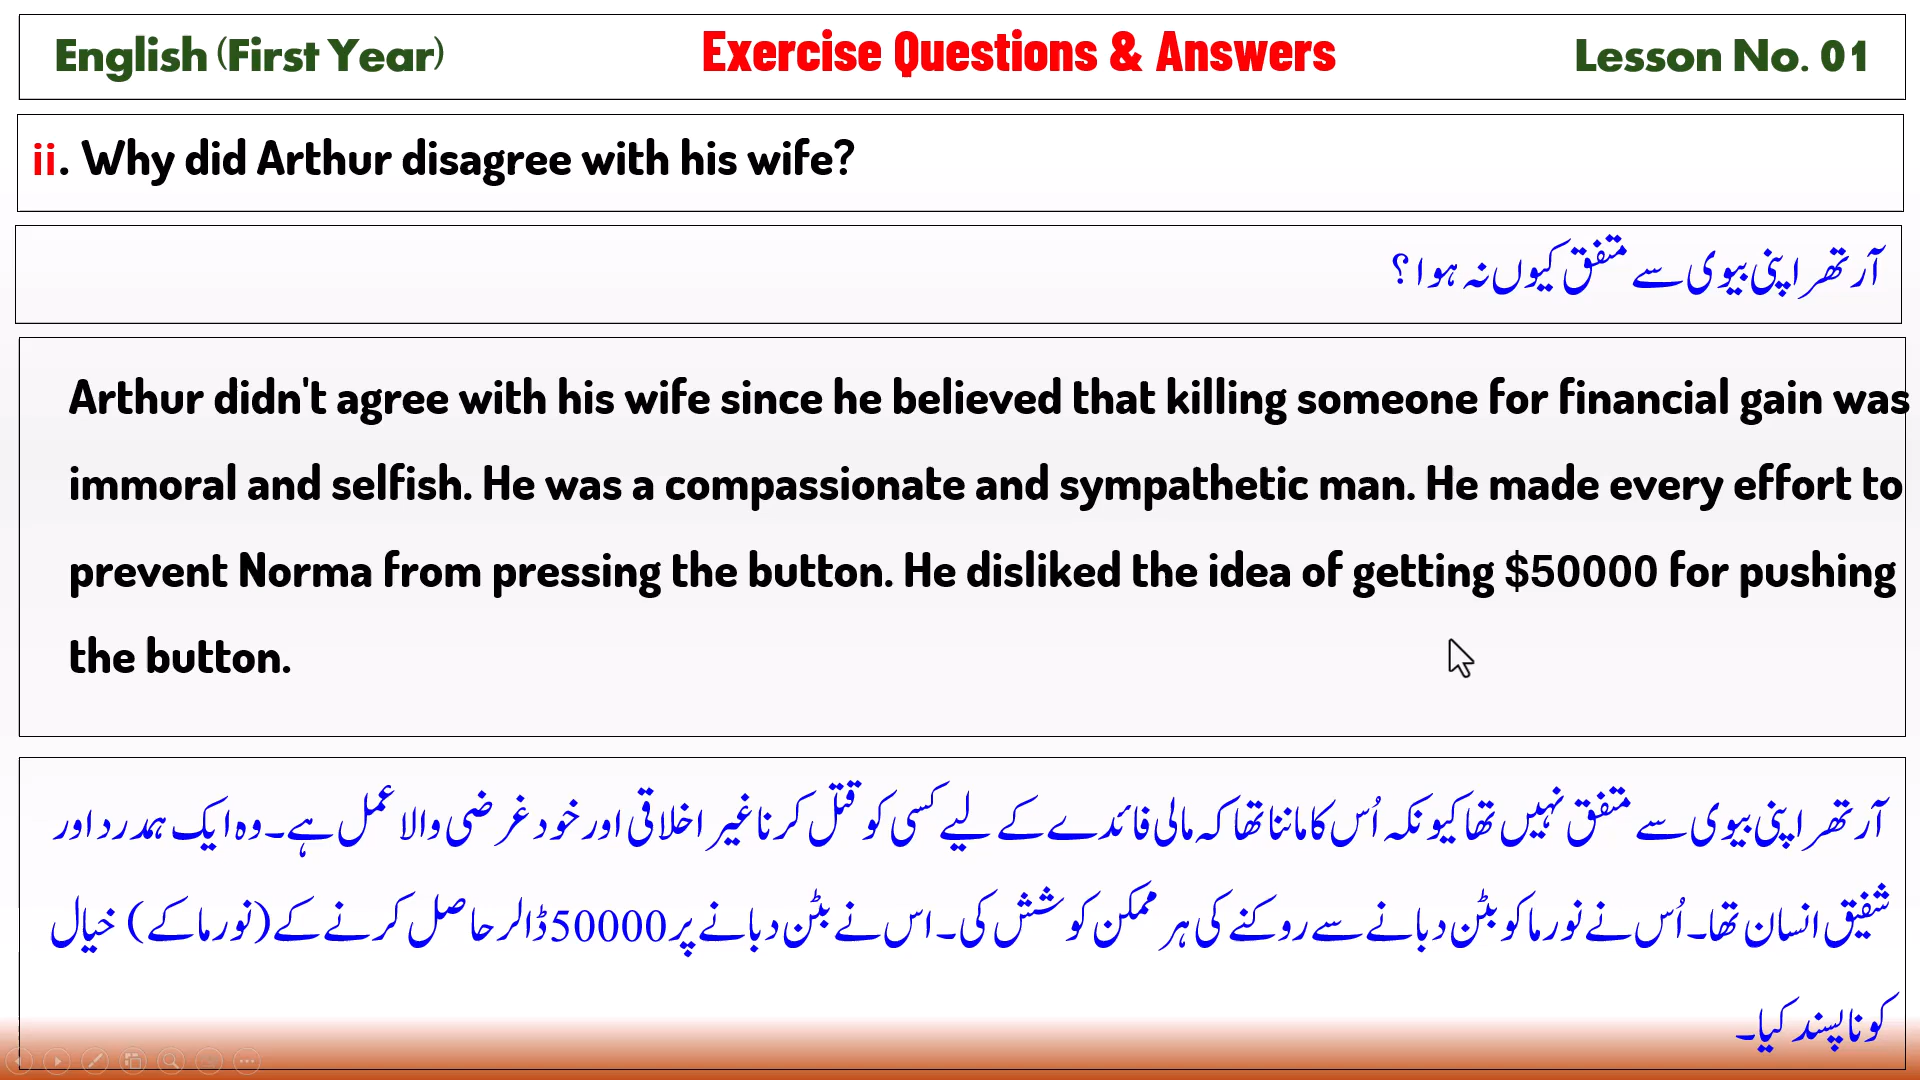 English (First Year) Exercise Questions & Answers Lesson No. 01
ii. Why did Arthur disagree with his wife?
آرتھر اپنی بیوی سے متفق کیوں نہ ہوا؟
Arthur didn't agree with his wife since he believed that killing someone for financial gain was
immoral and selfish. He was a compassionate and sympathetic man. He made every effort to
prevent Norma from pressing the button. He disliked the idea of getting $50000 for pushing
the button.
آرتھر اپنی بیوی سے متفق نہیں تھا کیونکہ اُس کا ماننا تھا کہ مالی فائدے کے لیے کسی کو قتل کرنا غیر اخلاقی اور خود غرضی والا عمل ہے۔ وہ ایک ہمدرد اور
شفیق انسان تھا۔ اُس نے نورما کو بٹن دبانے سے روکنے کی ہر ممکن کوشش کی۔ اس نے بٹن دبانے پر 50000 ڈالر حاصل کرنے کے (نورما کے) خیال
کو ناپسند کیا۔